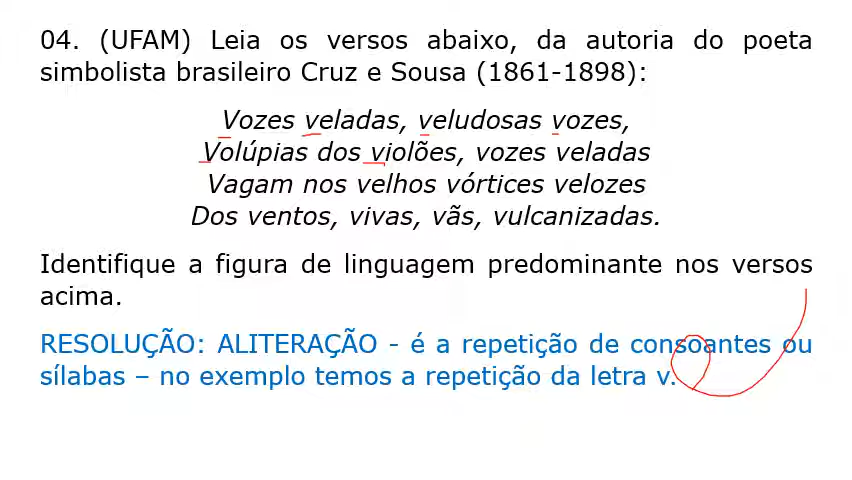 04. (UFAM) Leia os versos abaixo, da autoria do poeta
simbolista brasileiro Cruz e Sousa (1861-1898):
Vozes veladas, veludosas vozes,
Volúpias dos violões, vozes veladas
Vagam nos velhos vórtices velozes
Dos ventos, vivas, vãs, vulcanizadas.
Identifique a figura de linguagem predominante nos versos
acima.
RESOLUÇÃO: ALITERAÇÃO - é a repetição de consoantes ou
sílabas – no exemplo temos a repetição da letra v.